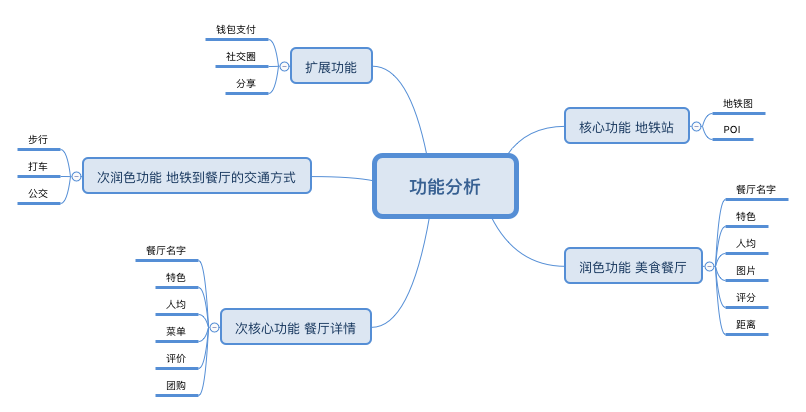 功能分析
核心功能 地铁站
地铁图
POI
润色功能 美食餐厅
餐厅名字
特色
人均
图片
评分
距离
次核心功能 餐厅详情
餐厅名字
特色
人均
菜单
评价
团购
次润色功能 地铁到餐厅的交通方式
步行
打车
公交
扩展功能
钱包支付
社交圈
分享